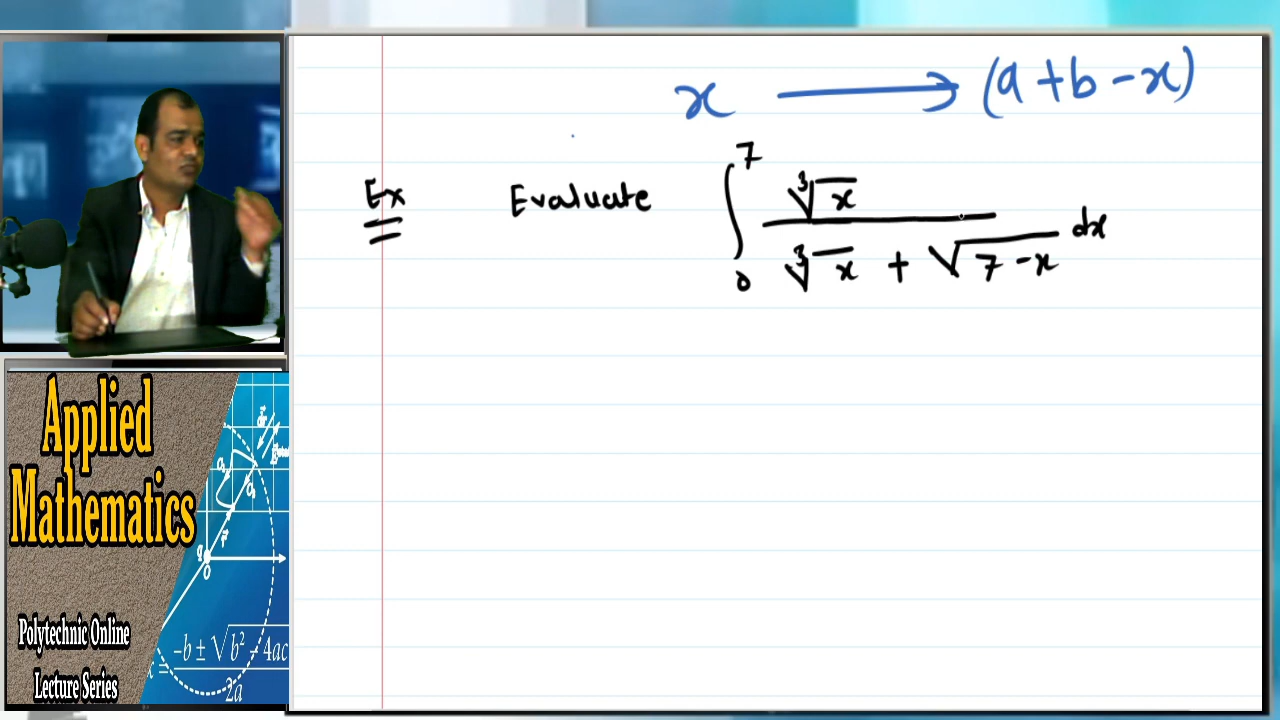 x ⟶ (a+b-x)
Ex Evaluate ∫₀⁷ ∛x / (∛x + √(7-x)) dx
Applied
Mathematics
Polytechnic Online
Lecture Series
-b ± √(b² - 4ac
2a